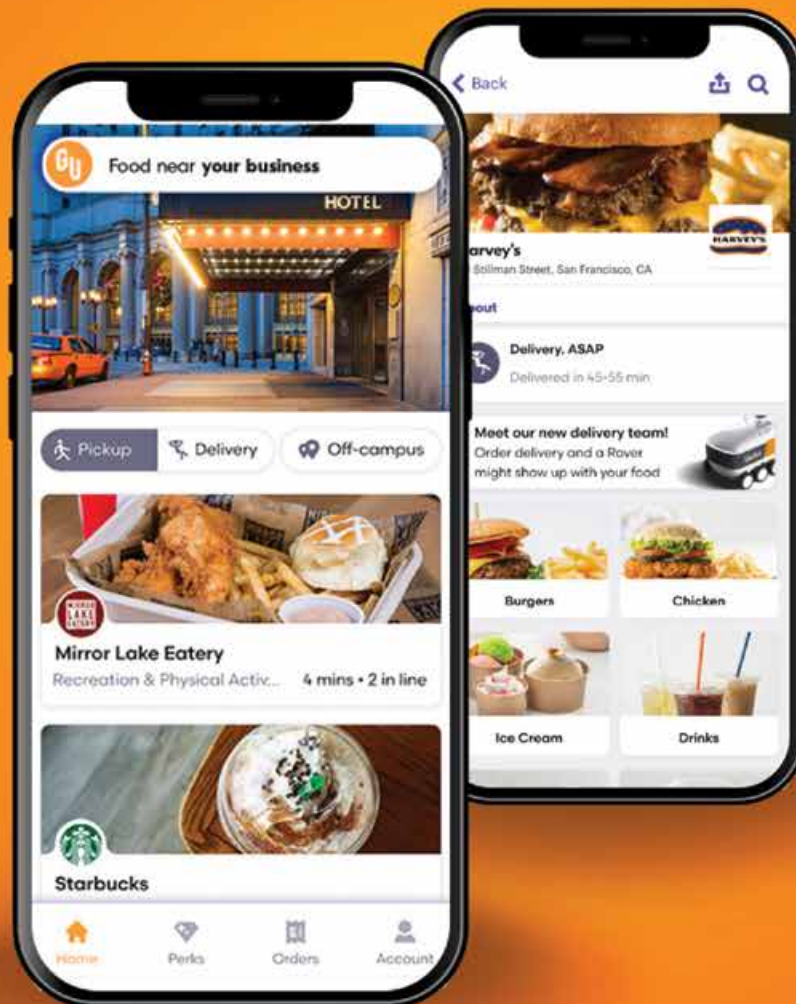 GU
Food near your business
HOTEL
Pickup
Delivery
Off-campus
MIRROR
LAKE
EATERY
Mirror Lake Eatery
Recreation & Physical Activ...
4 mins • 2 in line
Starbucks
Home
Perks
Orders
Account
Back
HARVEY'S
arvey's
Stillman Street, San Francisco, CA
out
Delivery, ASAP
Delivered in 45-55 min
Meet our new delivery team!
Order delivery and a Rover
might show up with your food
Burgers
Chicken
Ice Cream
Drinks